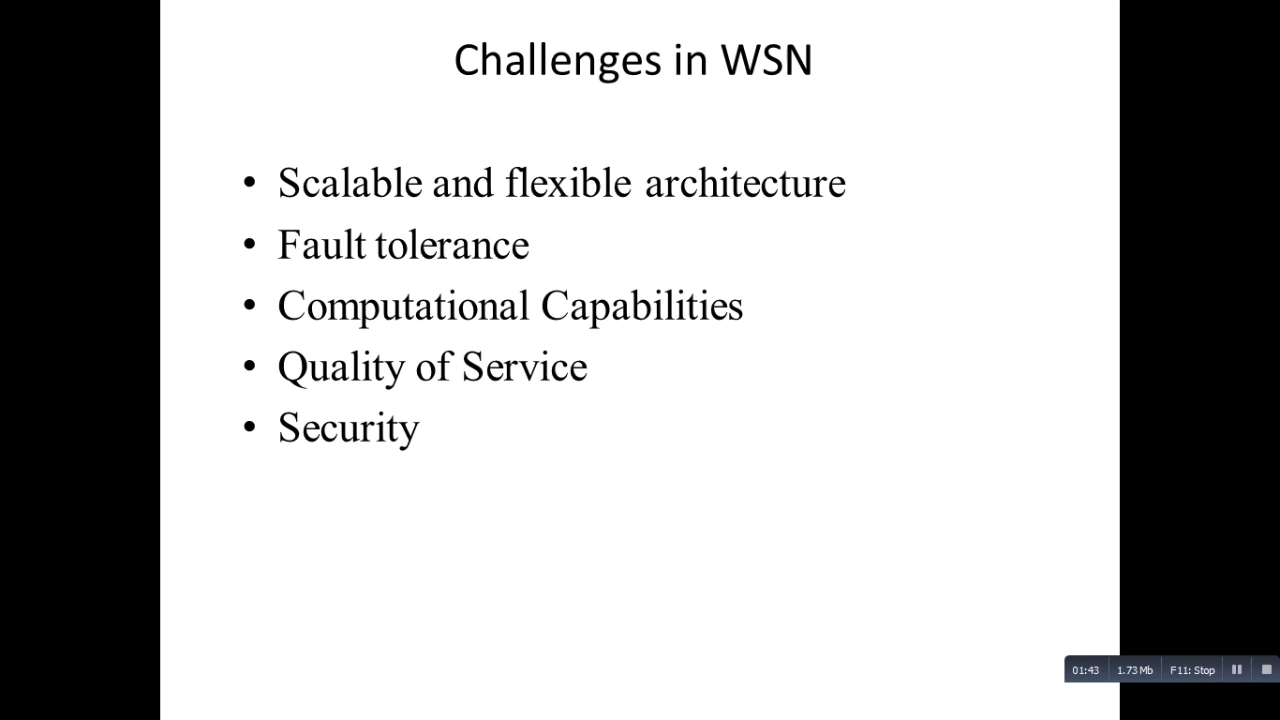 Challenges in WSN
• Scalable and flexible architecture
• Fault tolerance
• Computational Capabilities
• Quality of Service
• Security
01:43 1.73 Mb F11: Stop